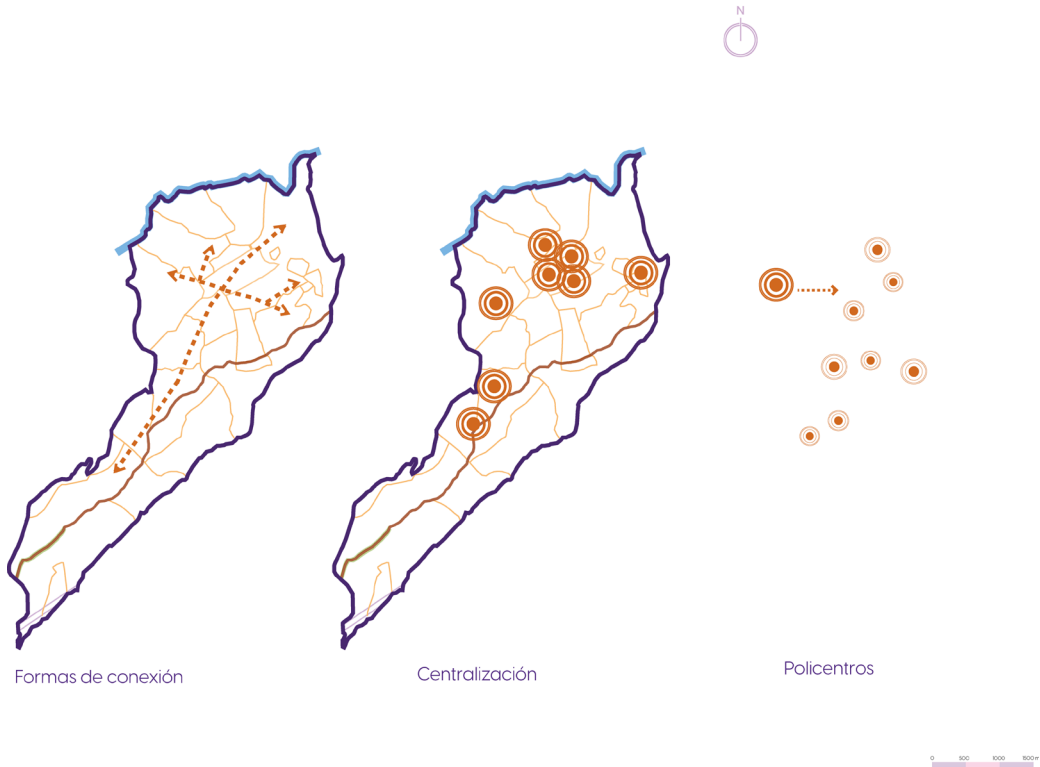 N
Formas de conexión
Centralización
Policentros
0 500 1000 1500 m